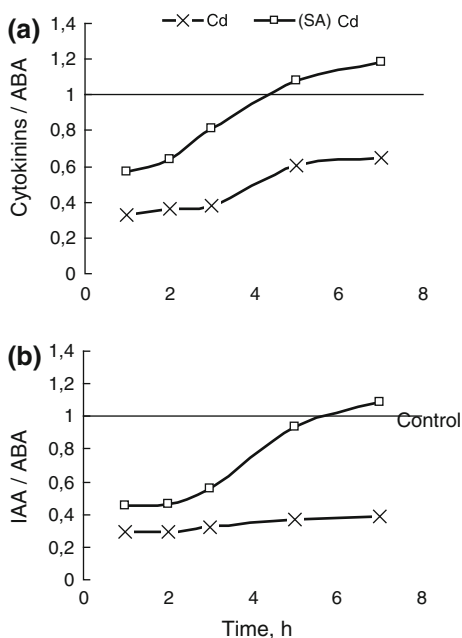 Cd (SA) Cd
(a)
Cytokinins / ABA
1,4
1,2
1
0,8
0,6
0,4
0,2
0
0 2 4 6 8
(b)
IAA / ABA
1,4
1,2
1
0,8
0,6
0,4
0,2
0
Control
0 2 4 6 8
Time, h